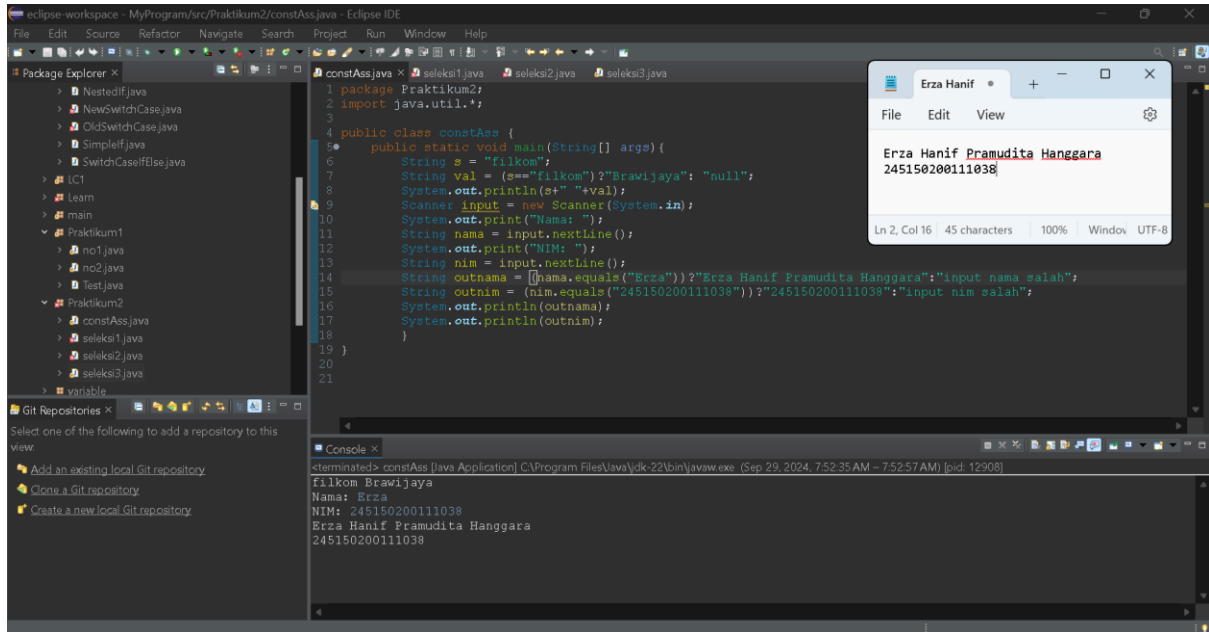 eclipse-workspace - MyProgram/src/Praktikum2/constAss.java - Eclipse IDE
File Edit Source Refactor Navigate Search Project Run Window Help
Package Explorer
NestedIf.java
NewSwitchCase.java
OldSwitchCase.java
SimpleIf.java
SwitchCaseIfElse.java
LC1
Learn
main
Praktikum1
no1.java
no2.java
Test.java
Praktikum2
constAss.java
seleksi1.java
seleksi2.java
seleksi3.java
variable
Git Repositories
Select one of the following to add a repository to this
view:
Add an existing local Git repository
Clone a Git repository
Create a new local Git repository
constAss.java seleksi1.java seleksi2.java seleksi3.java
1 package Praktikum2;
2 import java.util.*;
3
4 public class constAss {
5 public static void main(String[] args){
6 String s = "filkom";
7 String val = (s=="filkom")?"Brawijaya": "null";
8 System.out.println(s+" "+val);
9 Scanner input = new Scanner(System.in);
10 System.out.print("Nama: ");
11 String nama = input.nextLine();
12 System.out.print("NIM: ");
13 String nim = input.nextLine();
14 String outnama = (nama.equals("Erza"))?"Erza Hanif Pramudita Hanggara":"input nama salah";
15 String outnim = (nim.equals("245150200111038"))?"245150200111038":"input nim salah";
16 System.out.println(outnama);
17 System.out.println(outnim);
18 }
19 }
20
21
Erza Hanif
File Edit View
Erza Hanif Pramudita Hanggara
245150200111038
Ln 2, Col 16 45 characters 100% Window UTF-8
Console
<terminated> constAss [Java Application] C:\Program Files\Java\jdk-22\bin\javaw.exe (Sep 29, 2024, 7:52:35 AM – 7:52:57 AM) [pid: 12908]
filkom Brawijaya
Nama: Erza
NIM: 245150200111038
Erza Hanif Pramudita Hanggara
245150200111038